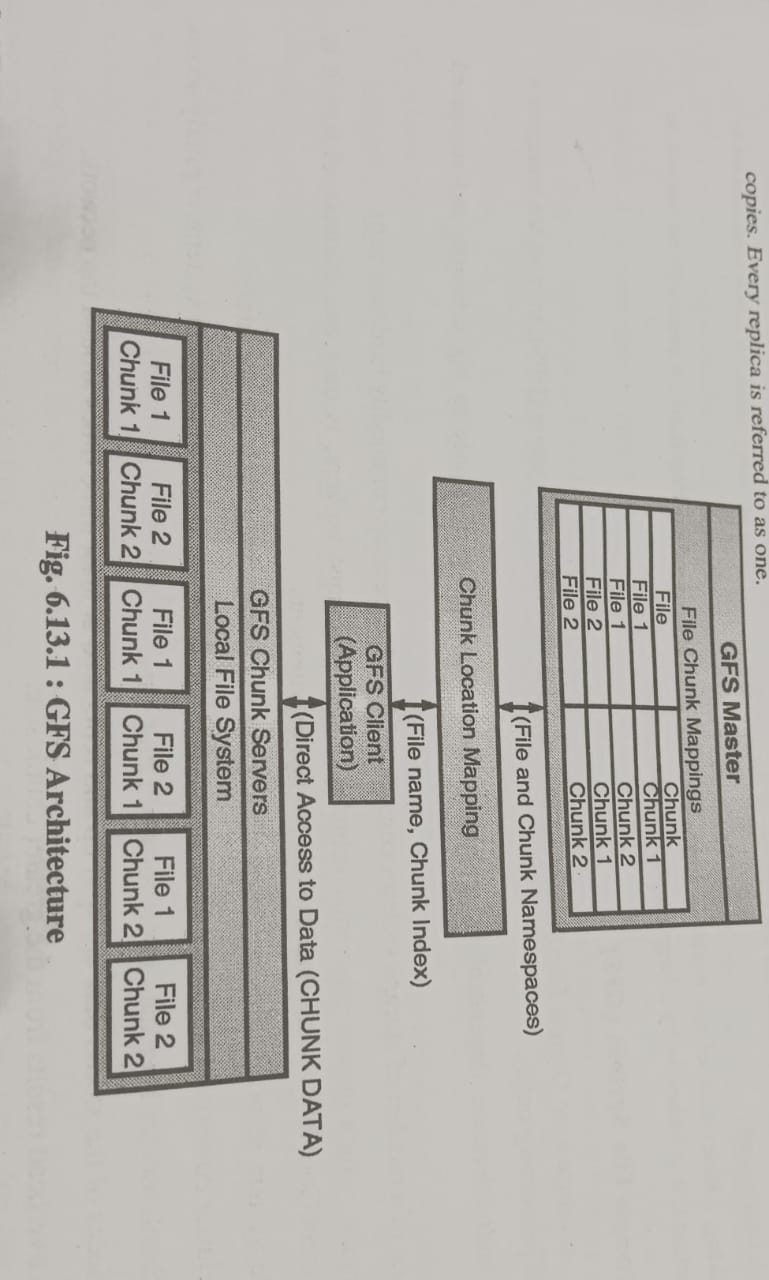 copies. Every replica is referred to as one.
GFS Master
File Chunk Mappings
File Chunk
File 1 Chunk 1
File 1 Chunk 2
File 2 Chunk 1
File 2 Chunk 2
(File and Chunk Namespaces)
Chunk Location Mapping
(File name, Chunk Index)
GFS Client
(Application)
(Direct Access to Data (CHUNK DATA)
GFS Chunk Servers
Local File System
File 1 File 2 File 1 File 2 File 1 File 2
Chunk 1 Chunk 2 Chunk 1 Chunk 1 Chunk 2 Chunk 2
Fig. 6.13.1 : GFS Architecture